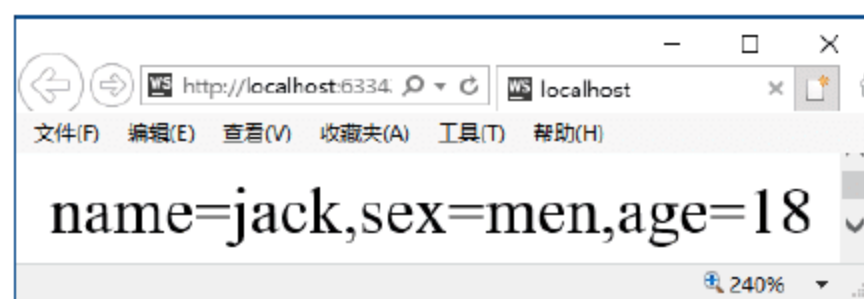 WS http://localhost:6334 WS localhost
文件(F) 编辑(E) 查看(V) 收藏夹(A) 工具(T) 帮助(H)
name=jack,sex=men,age=18
240%